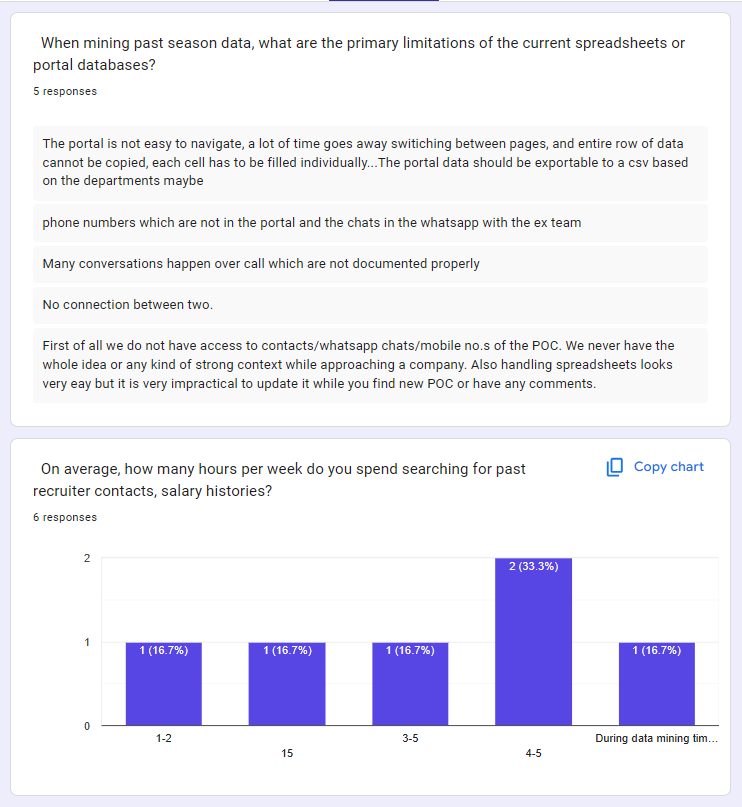 When mining past season data, what are the primary limitations of the current spreadsheets or
portal databases?
5 responses
The portal is not easy to navigate, a lot of time goes away switiching between pages, and entire row of data
cannot be copied, each cell has to be filled individually...The portal data should be exportable to a csv based
on the departments maybe
phone numbers which are not in the portal and the chats in the whatsapp with the ex team
Many conversations happen over call which are not documented properly
No connection between two.
First of all we do not have access to contacts/whatsapp chats/mobile no.s of the POC. We never have the
whole idea or any kind of strong context while approaching a company. Also handling spreadsheets looks
very eay but it is very impractical to update it while you find new POC or have any comments.
On average, how many hours per week do you spend searching for past
recruiter contacts, salary histories?
Copy chart
6 responses
2
1
0
1 (16.7%)
1 (16.7%)
1 (16.7%)
2 (33.3%)
1 (16.7%)
1-2
15
3-5
4-5
During data mining tim...